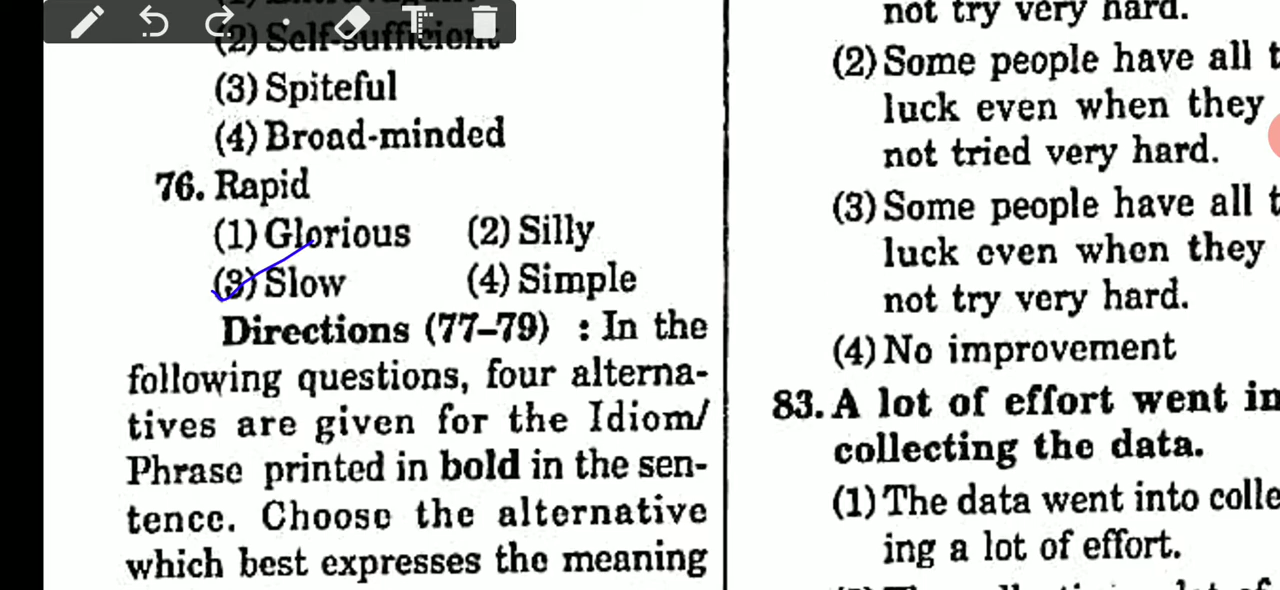 (2) Self-sufficient
(3) Spiteful
(4) Broad-minded
76. Rapid
(1) Glorious (2) Silly
(3) Slow (4) Simple
Directions (77–79) : In the
following questions, four alterna-
tives are given for the Idiom/
Phrase printed in bold in the sen-
tence. Choose the alternative
which best expresses the meaning
not try very hard.
(2) Some people have all
luck even when they
not tried very hard.
(3) Some people have all
luck even when they
not try very hard.
(4) No improvement
83. A lot of effort went
collecting the data.
(1) The data went into
ing a lot of effort.